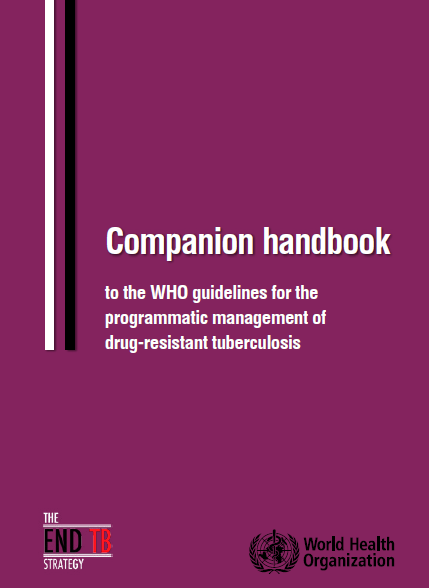 Companion handbook
to the WHO guidelines for the
programmatic management of
drug-resistant tuberculosis
THE
END TB
STRATEGY
World Health
Organization